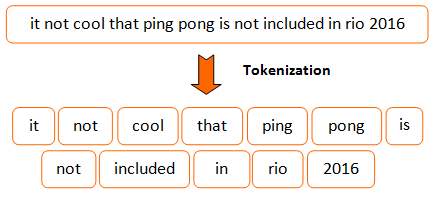 it not cool that ping pong is not included in rio 2016
Tokenization
it not cool that ping pong is
not included in rio 2016